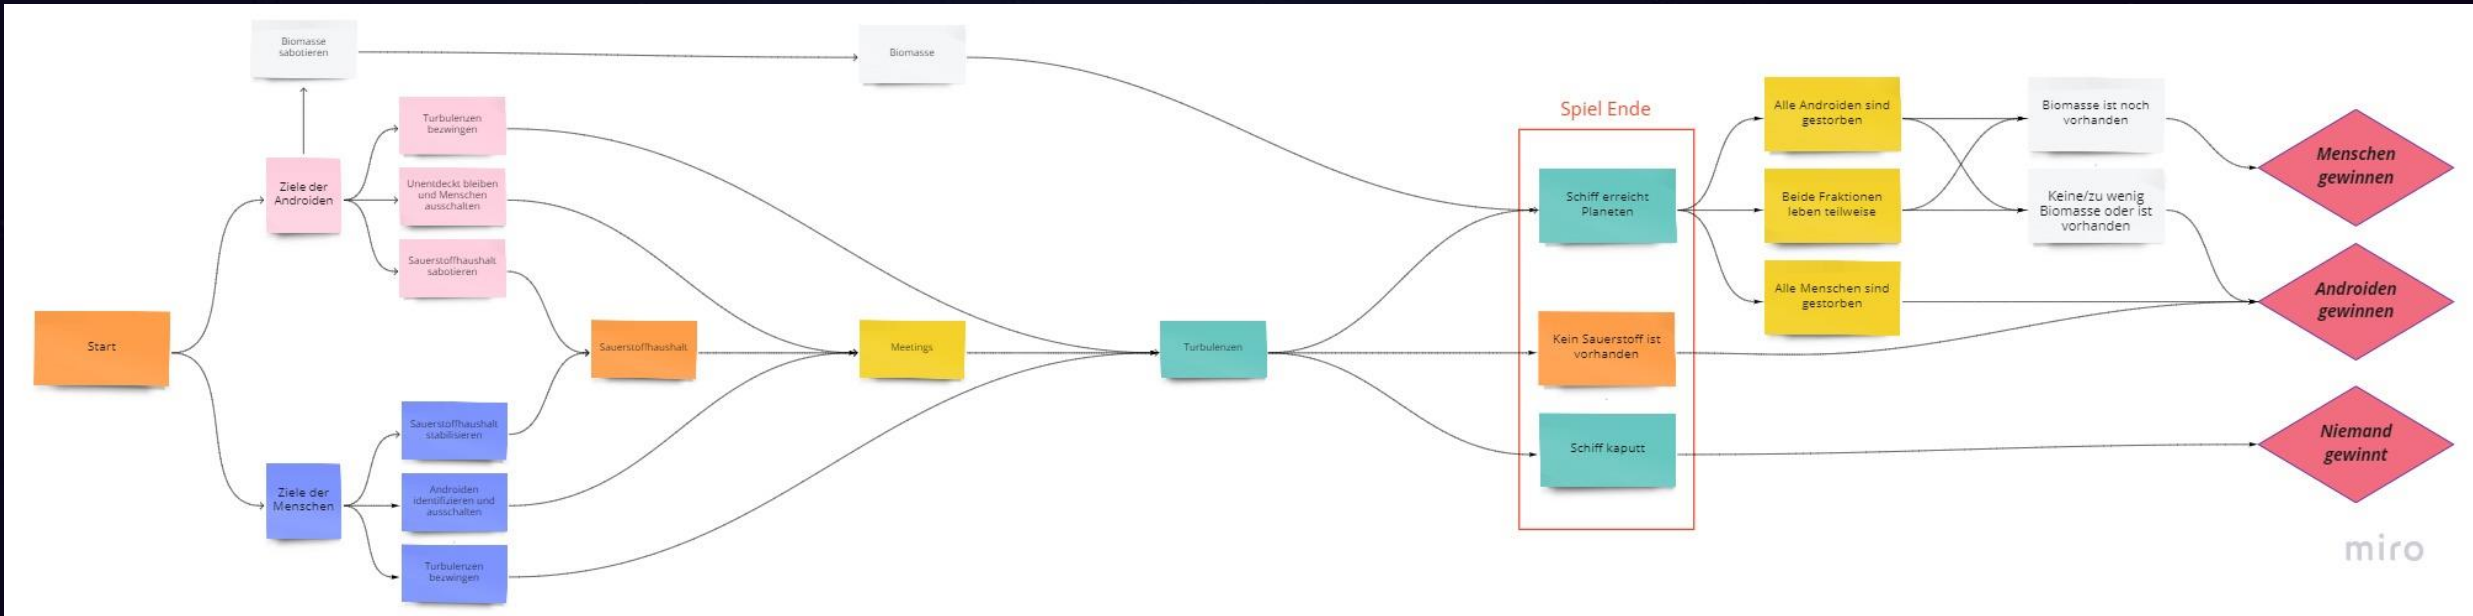 Start
Ziele der
Androiden
Biomasse
sabotieren
Turbulenzen
bezwingen
Unentdeckt bleiben
und Menschen
ausschalten
Sauerstoffhaushalt
sabotieren
Ziele der
Menschen
Sauerstoffhaushalt
stabilisieren
Androiden
identifizieren und
ausschalten
Turbulenzen
bezwingen
Sauerstoffhaushalt
Biomasse
Meetings
Turbulenzen
Spiel Ende
Schiff erreicht
Planeten
Kein Sauerstoff ist
vorhanden
Schiff kaputt
Alle Androiden sind
gestorben
Beide Fraktionen
leben teilweise
Alle Menschen sind
gestorben
Biomasse ist noch
vorhanden
Keine/zu wenig
Biomasse oder ist
vorhanden
Menschen
gewinnen
Androiden
gewinnen
Niemand
gewinnt
miro